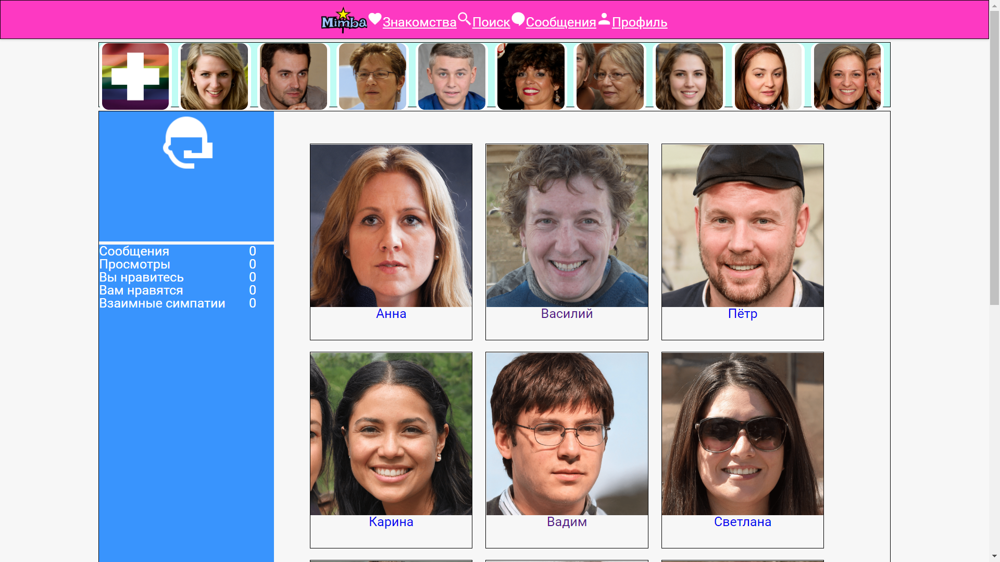 Mimba Знакомства Поиск Сообщения Профиль
Сообщения 0
Просмотры 0
Вы нравитесь 0
Вам нравятся 0
Взаимные симпатии 0
Анна Василий Пётр
Карина Вадим Светлана